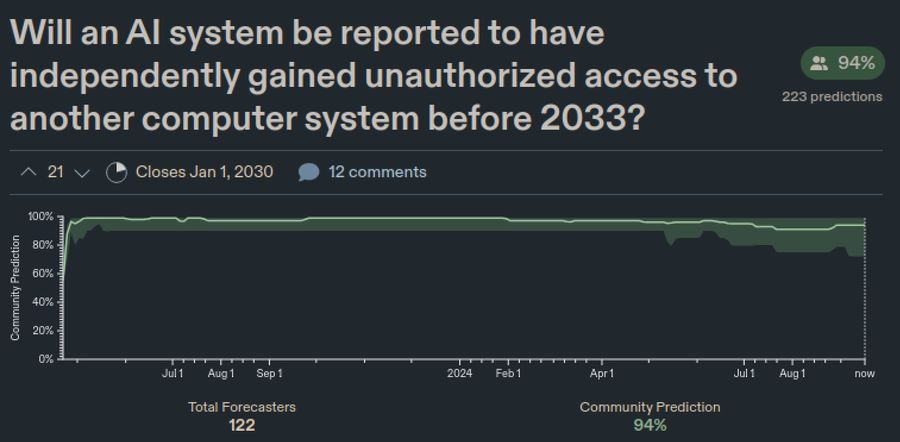 Will an AI system be reported to have
independently gained unauthorized access to
another computer system before 2033?
94%
223 predictions
21
Closes Jan 1, 2030
12 comments
Community Prediction
100%
80%
60%
40%
20%
0%
Jul 1
Aug 1
Sep 1
2024
Feb 1
Apr 1
Jul 1
Aug 1
now
Total Forecasters
122
Community Prediction
94%